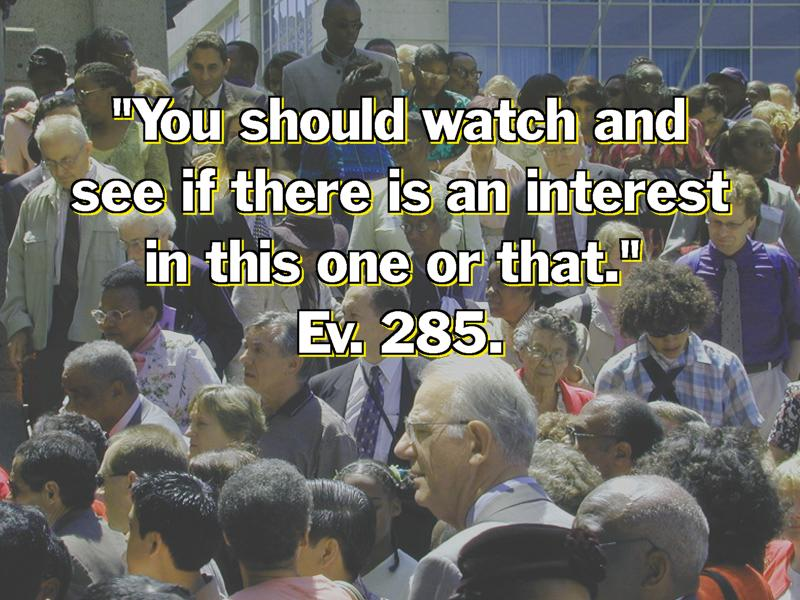 "You should watch and
see if there is an interest
in this one or that."
Ev. 285.